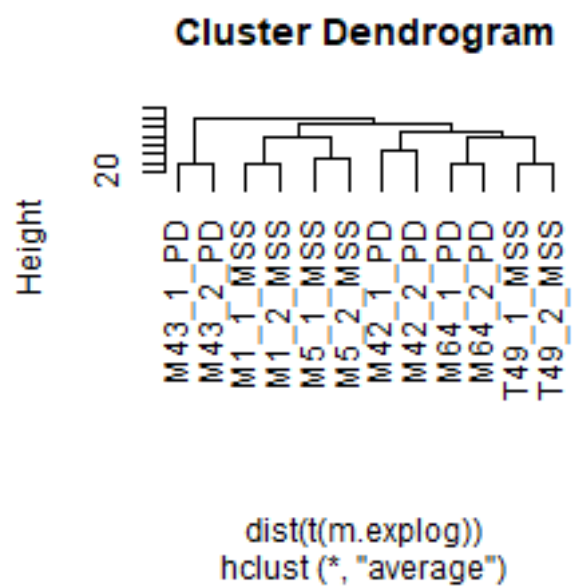 Cluster Dendrogram
Height
20
M43_1_PD
M43_2_PD
M1_1_MSS
M1_2_MSS
M5_1_MSS
M5_2_MSS
M42_1_PD
M42_2_PD
M64_1_PD
M64_2_PD
T49_1_MSS
T49_2_MSS
dist(t(m.explog))
hclust (*, "average")